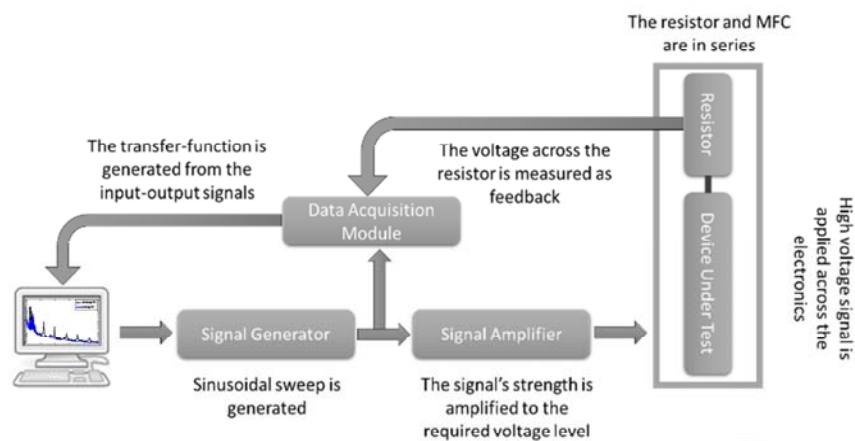 The resistor and MFC
are in series
Resistor
The transfer-function is
generated from the
input-output signals
The voltage across the
resistor is measured as
feedback
Data Acquisition
Module
Device Under Test
High voltage signal is
applied across the
electronics
Signal Generator
Signal Amplifier
Sinusoidal sweep is
generated
The signal's strength is
amplified to the
required voltage level